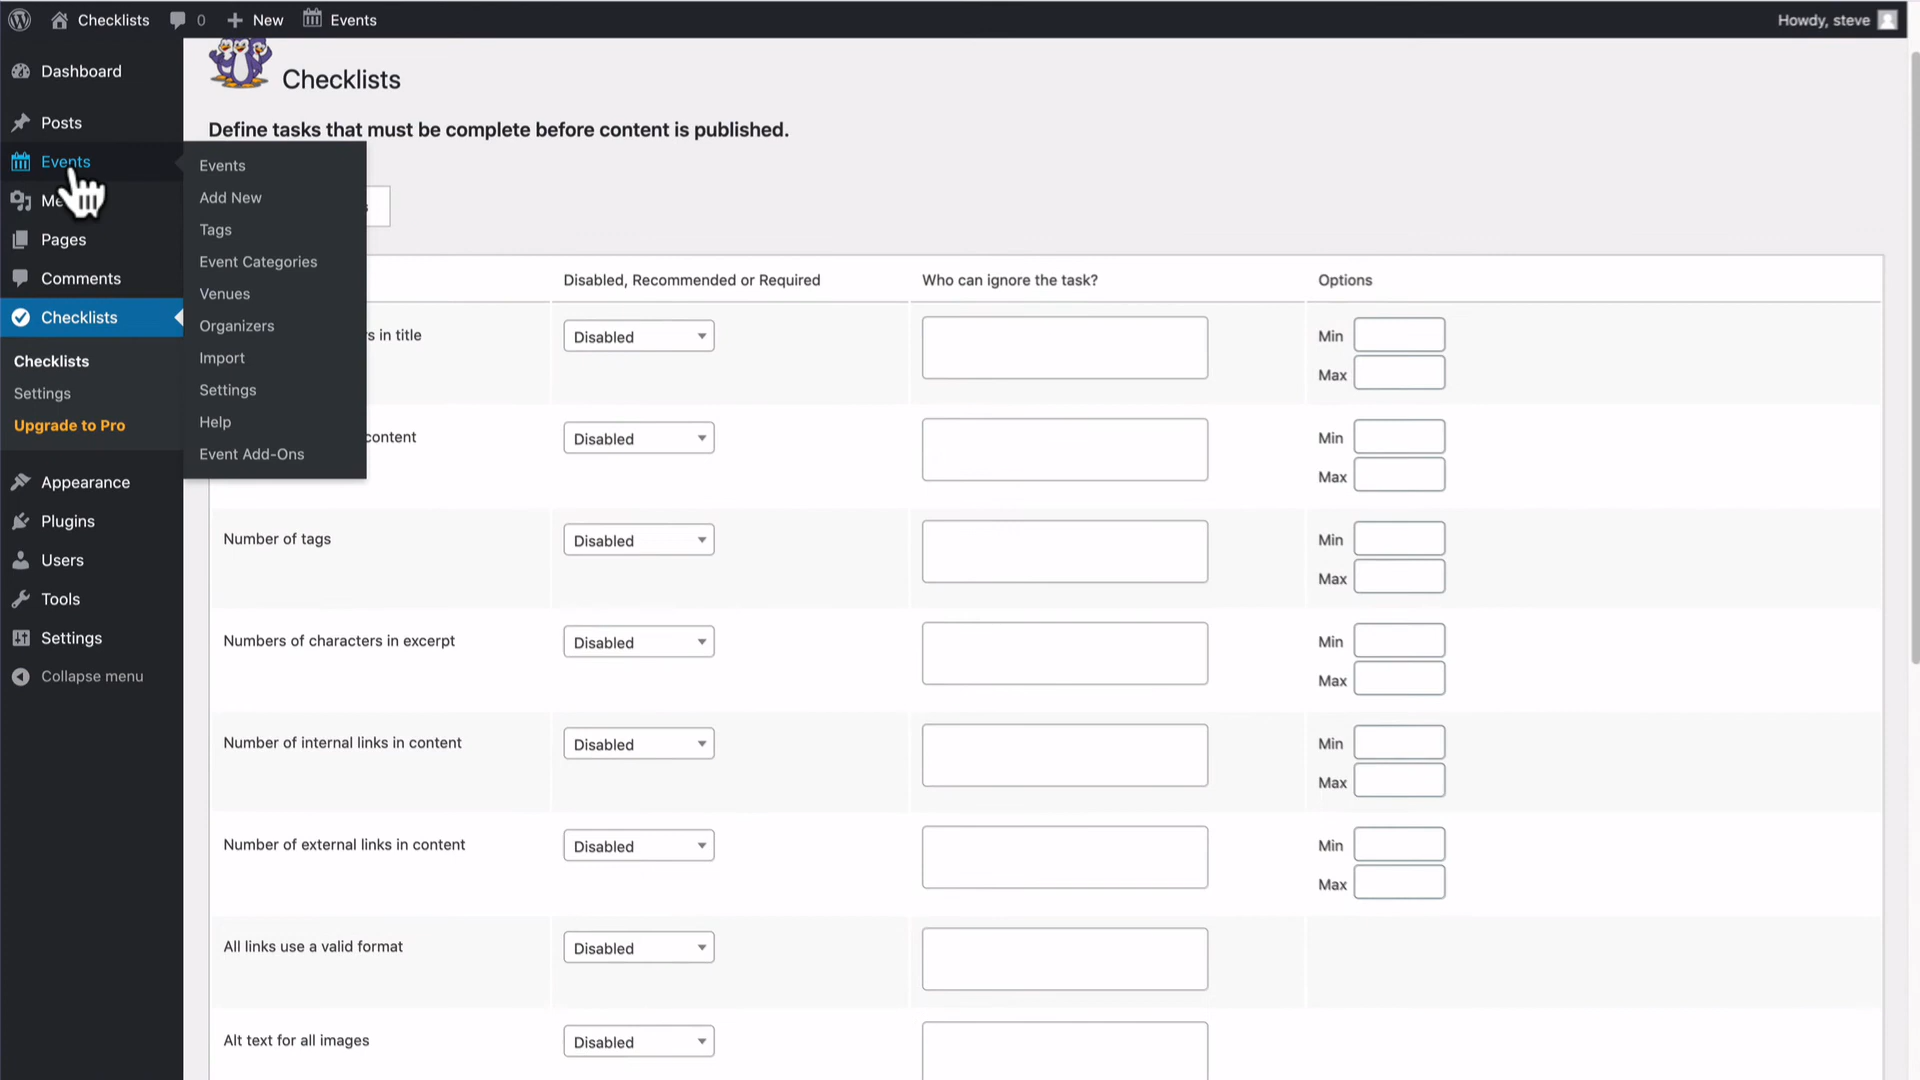 Checklists 0 New Events Howdy, steve
Dashboard
Posts
Events
Pages
Comments
Checklists
Checklists
Settings
Upgrade to Pro
Appearance
Plugins
Users
Tools
Settings
Collapse menu
Events
Add New
Tags
Event Categories
Venues
Organizers
Import
Settings
Help
Event Add-Ons
Checklists
Define tasks that must be complete before content is published.
Disabled, Recommended or Required Who can ignore the task? Options
in title Disabled Min
Max
content Disabled Min
Max
Number of tags Disabled Min
Max
Numbers of characters in excerpt Disabled Min
Max
Number of internal links in content Disabled Min
Max
Number of external links in content Disabled Min
Max
All links use a valid format Disabled
Alt text for all images Disabled